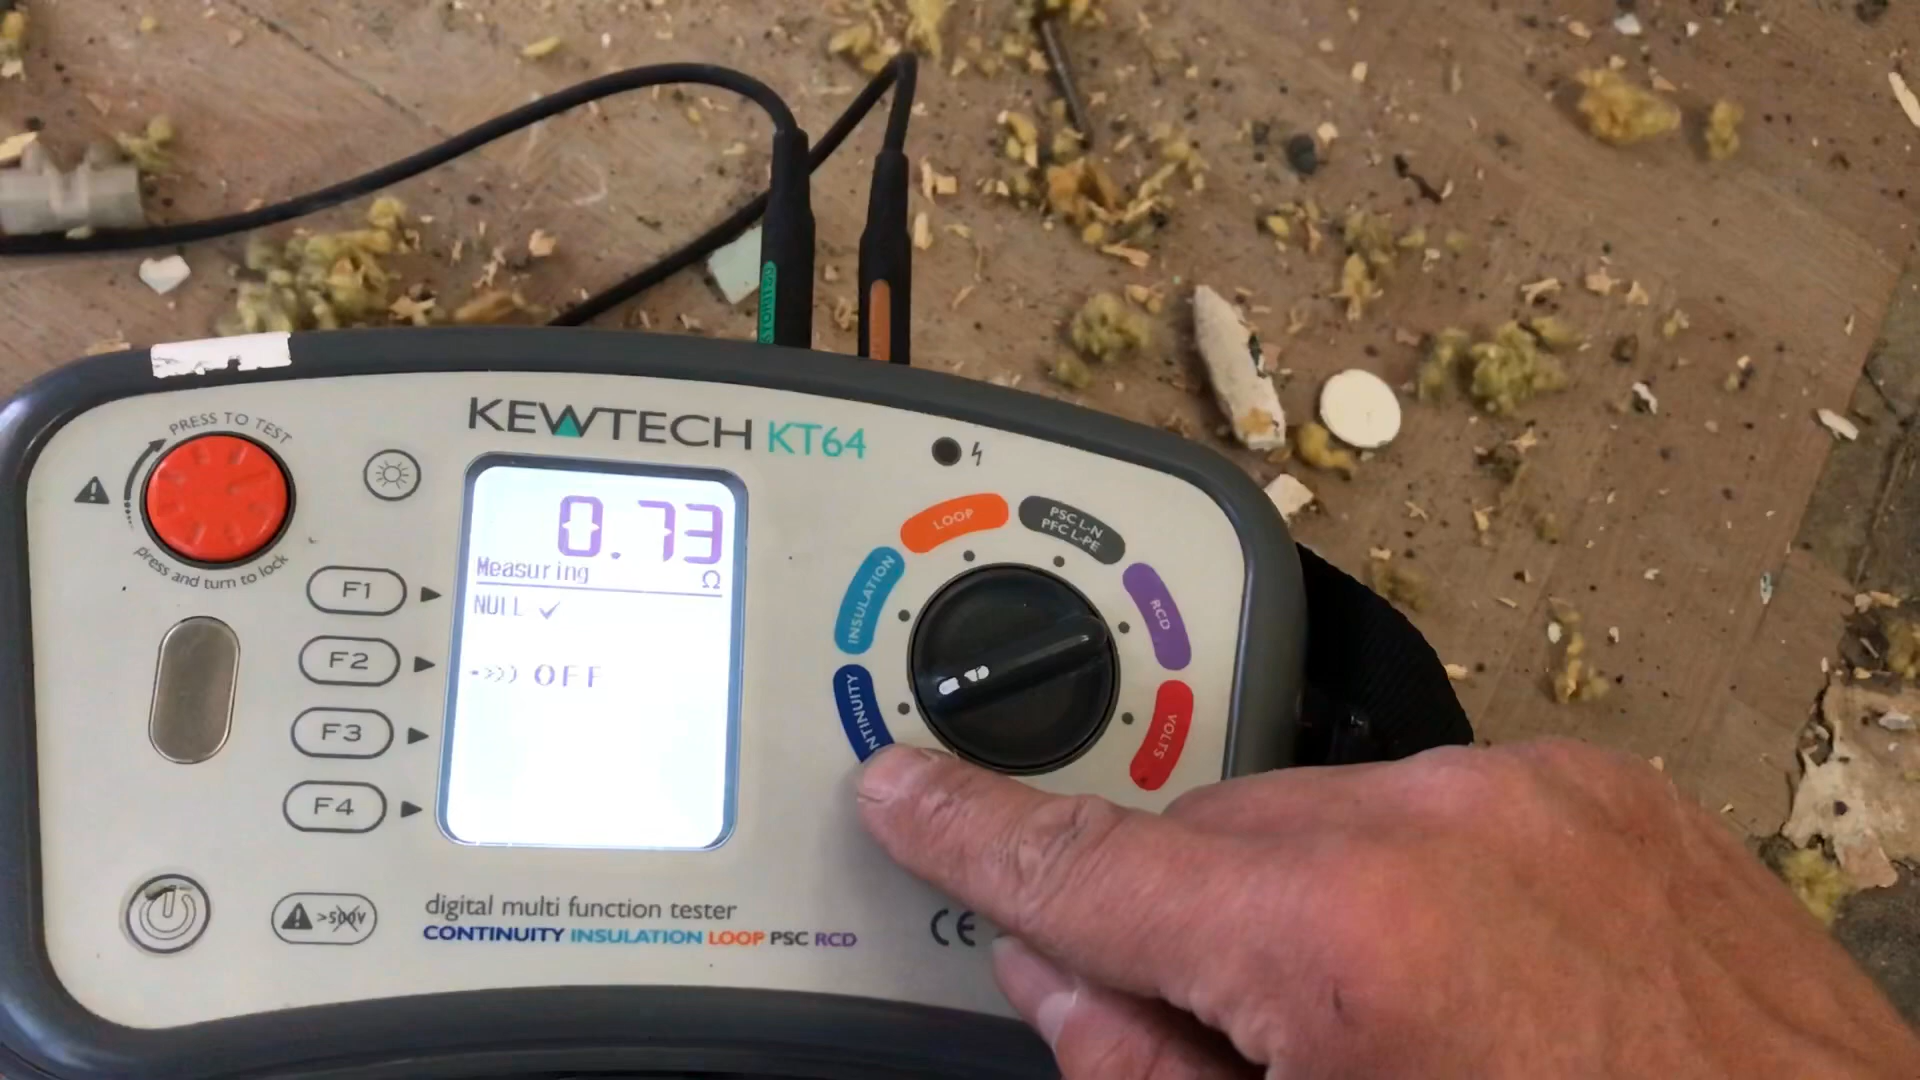 KEWTECH KT64
PRESS TO TEST
press and turn to lock
0.73
Measuring Ω
NULL ✓
OFF
F1
F2
F3
F4
LOOP
PSC L-N
PFC L-PE
INSULATION
RCD
NTINUITY
VOLTS
>500V
digital multi function tester
CONTINUITY INSULATION LOOP PSC RCD
CE